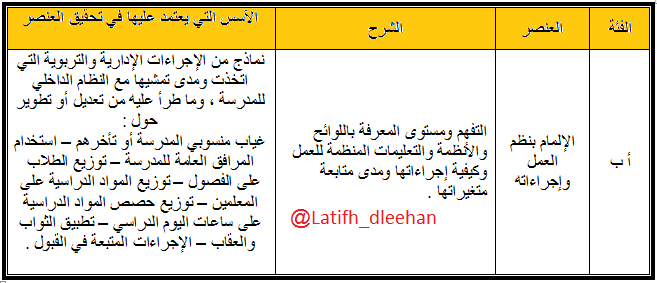 الفئة
العنصر
الشرح
الأسس التي يعتمد عليها في تحقيق العنصر
أ ب
الإلمام بنظم
العمل
وإجراءاته
التفهم ومستوى المعرفة باللوائح
والأنظمة والتعليمات المنظمة للعمل
وكيفية إجراءاتها ومدى متابعة
متغيراتها .
@Latifh_dleehan
نماذج من الإجراءات الإدارية والتربوية التي
اتخذت ومدى تمشيها مع النظام الداخلي
للمدرسة ، وما طرأ عليه من تعديل أو تطوير
حول :
غياب منسوبي المدرسة أو تأخرهم – استخدام
المرافق العامة للمدرسة – توزيع الطلاب
على الفصول – توزيع المواد الدراسية على
المعلمين – توزيع حصص المواد الدراسية
على ساعات اليوم الدراسي – تطبيق الثواب
والعقاب – الإجراءات المتبعة في القبول .